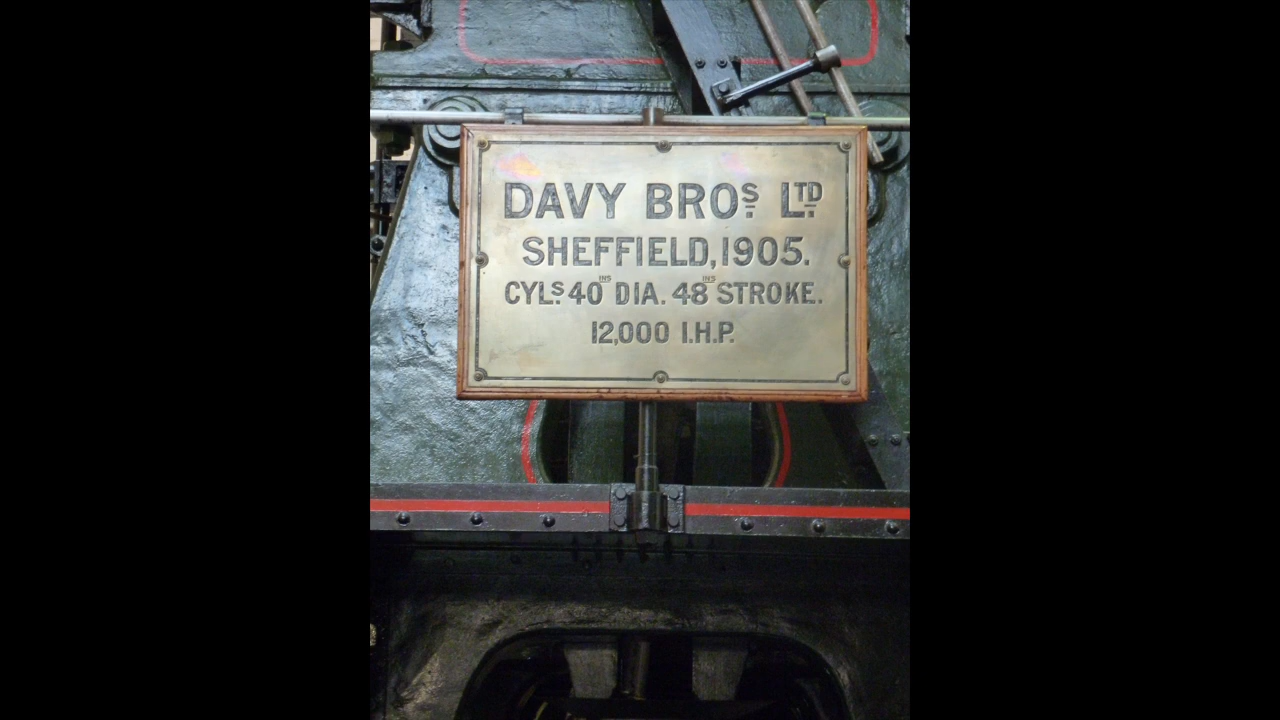 DAVY BROS. LTD.
SHEFFIELD, 1905.
CYLS. 40INS DIA. 48INS STROKE.
12,000 I.H.P.